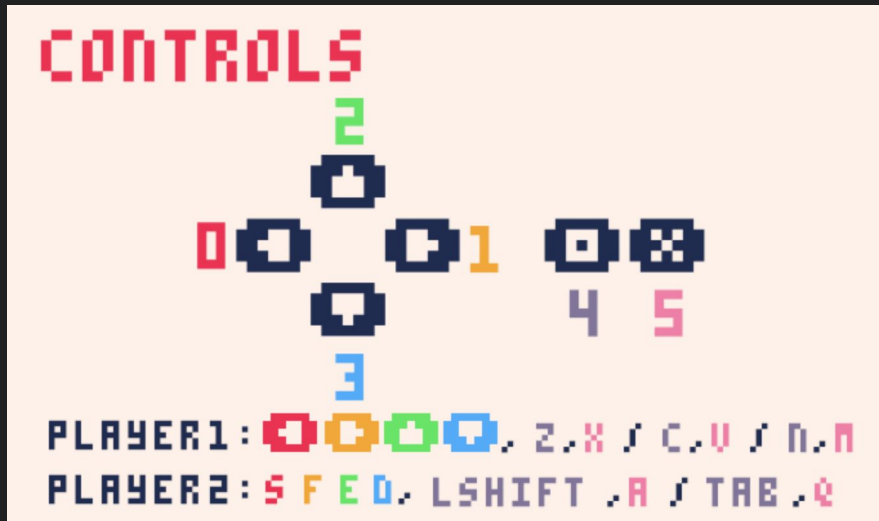 CONTROLS
2
0 1
4 5
3
PLAYER1: , Z,X / C,V / N,M
PLAYER2: S F E D, LSHIFT ,A / TAB ,Q